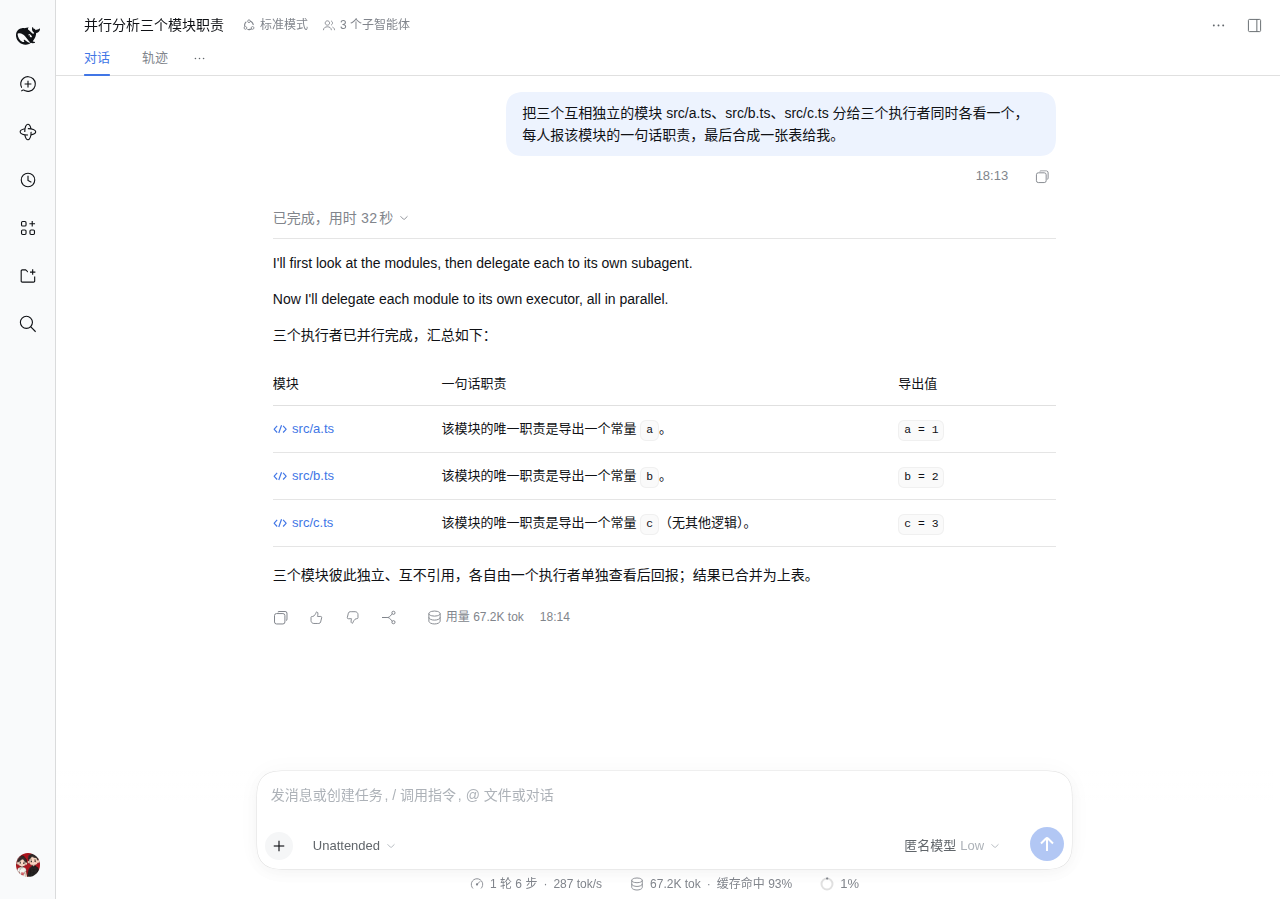 并行分析三个模块职责 标准模式 3 个子智能体
对话 轨迹 ···
把三个互相独立的模块 src/a.ts、src/b.ts、src/c.ts 分给三个执行者同时各看一个，
每人报该模块的一句话职责，最后合成一张表给我。
18:13
已完成，用时 32 秒
I'll first look at the modules, then delegate each to its own subagent.
Now I'll delegate each module to its own executor, all in parallel.
三个执行者已并行完成，汇总如下：
模块 一句话职责 导出值
src/a.ts 该模块的唯一职责是导出一个常量 a 。 a = 1
src/b.ts 该模块的唯一职责是导出一个常量 b 。 b = 2
src/c.ts 该模块的唯一职责是导出一个常量 c （无其他逻辑）。 c = 3
三个模块彼此独立、互不引用，各自由一个执行者单独查看后回报；结果已合并为上表。
用量 67.2K tok 18:14
发消息或创建任务, / 调用指令, @ 文件或对话
Unattended 匿名模型 Low
1 轮 6 步 · 287 tok/s 67.2K tok · 缓存命中 93% 1%